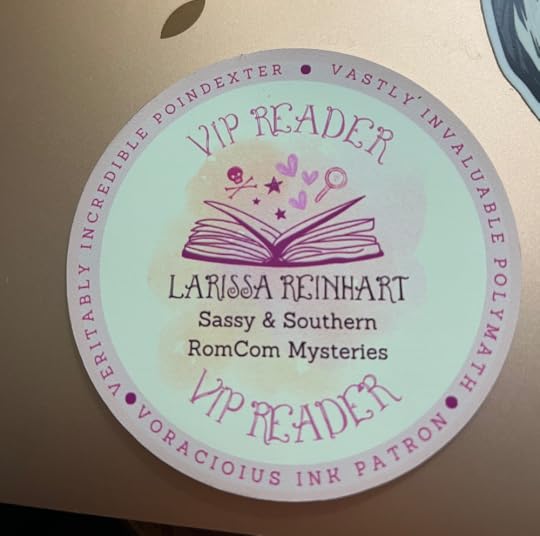 VERITABLY INCREDIBLE POINDEXTER • VASTLY INVALUABLE POLYMATH • VORACIOIUS INK PATRON •
VIP READER
LARISSA REINHART
Sassy & Southern
RomCom Mysteries
VIP READER